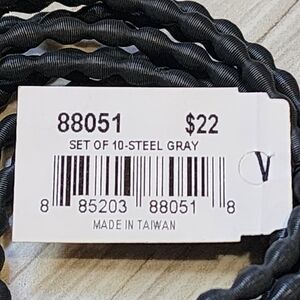 88051 $22
SET OF 10-STEEL GRAY
8 85203 88051 8
MADE IN TAIWAN
V